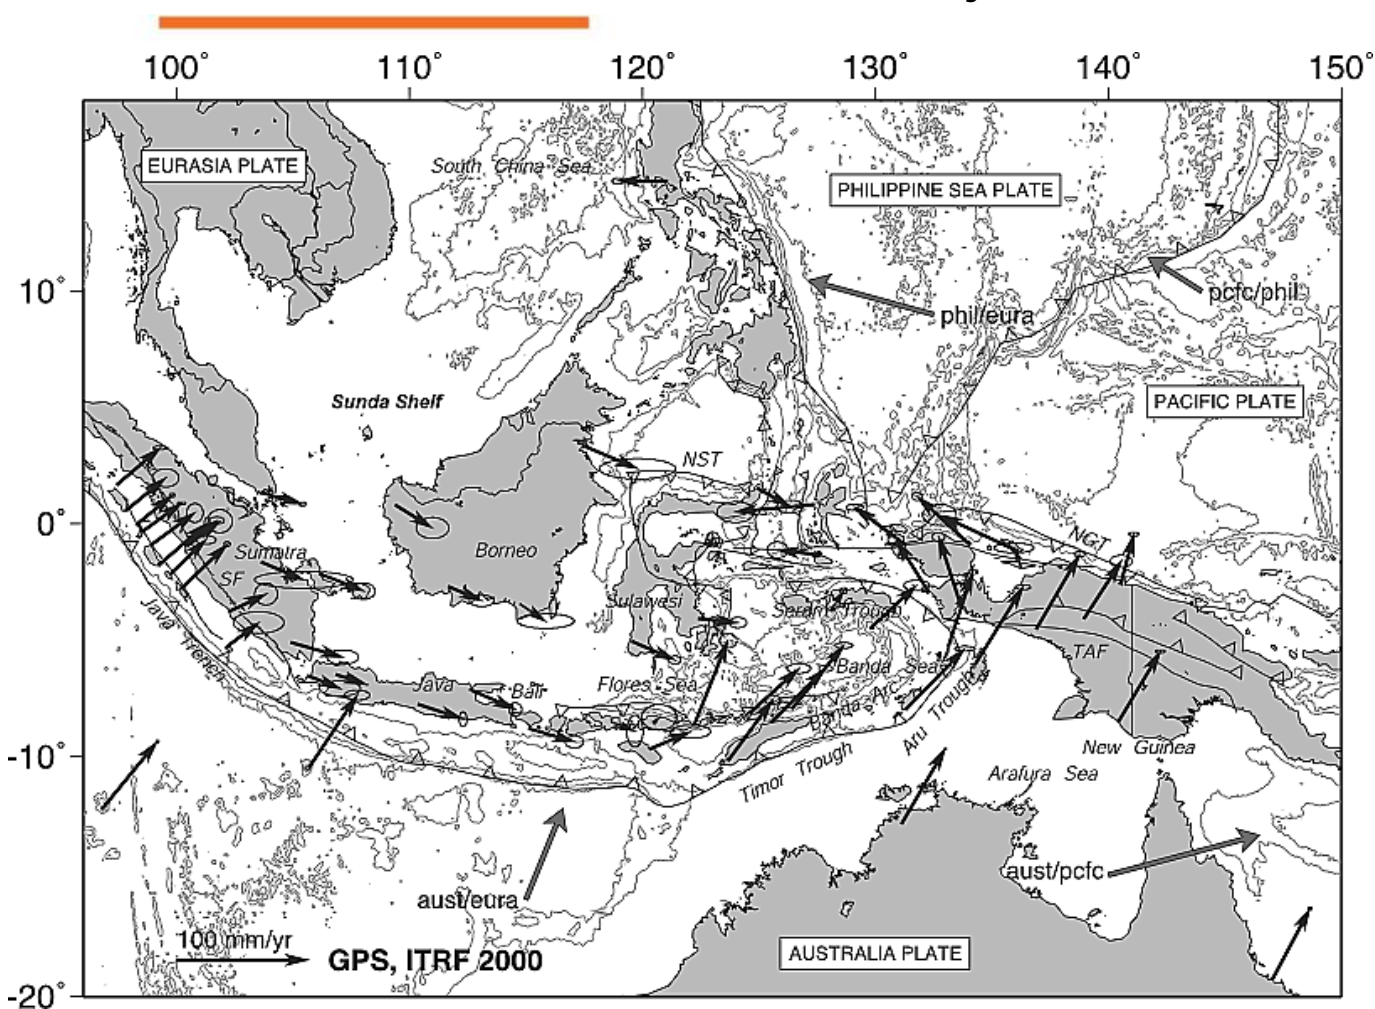 100° 110° 120° 130° 140° 150°
EURASIA PLATE
South China Sea
PHILIPPINE SEA PLATE
10°
pcfc/phil
phil/eura
PACIFIC PLATE
Sunda Shelf
NST
0°
NGT
Sumatra
Borneo
SF
Sulawesi
Seram Trough
Java Trench
TAF
Banda Sea
Java
Bali
Flores Sea
Banda Arc
Aru Trough
-10°
New Guinea
Timor Trough
Arafura Sea
aust/pcfc
aust/eura
100 mm/yr
GPS, ITRF 2000
AUSTRALIA PLATE
-20°